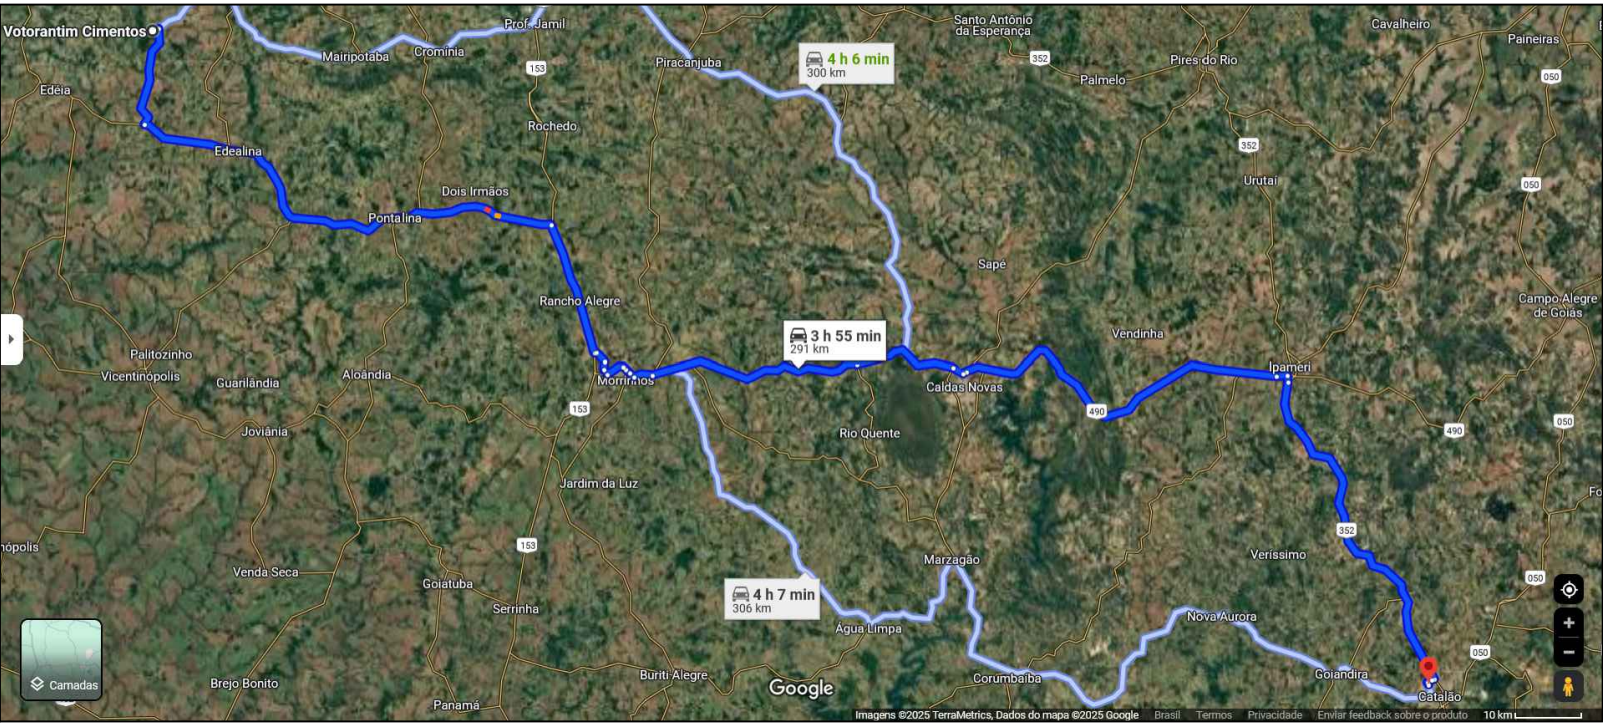 Votorantim Cimentos
Prof. Jamil
Mairipotaba
Cromínia
153
Piracanjuba
4 h 6 min
300 km
Santo Antônio
da Esperança
352
Palmelo
Pires do Rio
Cavalheiro
Paineiras
050
Edéia
Rochedo
Edealina
352
Urutaí
050
Dois Irmãos
Pontalina
Sapé
Rancho Alegre
Campo Alegre
de Goiás
3 h 55 min
291 km
Vendinha
Palitozinho
Vicentinópolis
Guarilândia
Aloândia
Morrinhos
Caldas Novas
Ipameri
153
490
050
490
Joviânia
Rio Quente
Jardim da Luz
352
153
nópolis
Marzagão
Veríssimo
Venda Seca
Goiatuba
050
4 h 7 min
306 km
Serrinha
Água Limpa
Nova Aurora
050
Camadas
Brejo Bonito
Buriti Alegre
Corumbaíba
Goiandira
Catalão
Panamá
Google
Imagens ©2025 TerraMetrics, Dados do mapa ©2025 Google Brasil Termos Privacidade Enviar feedback sobre o produto 10 km